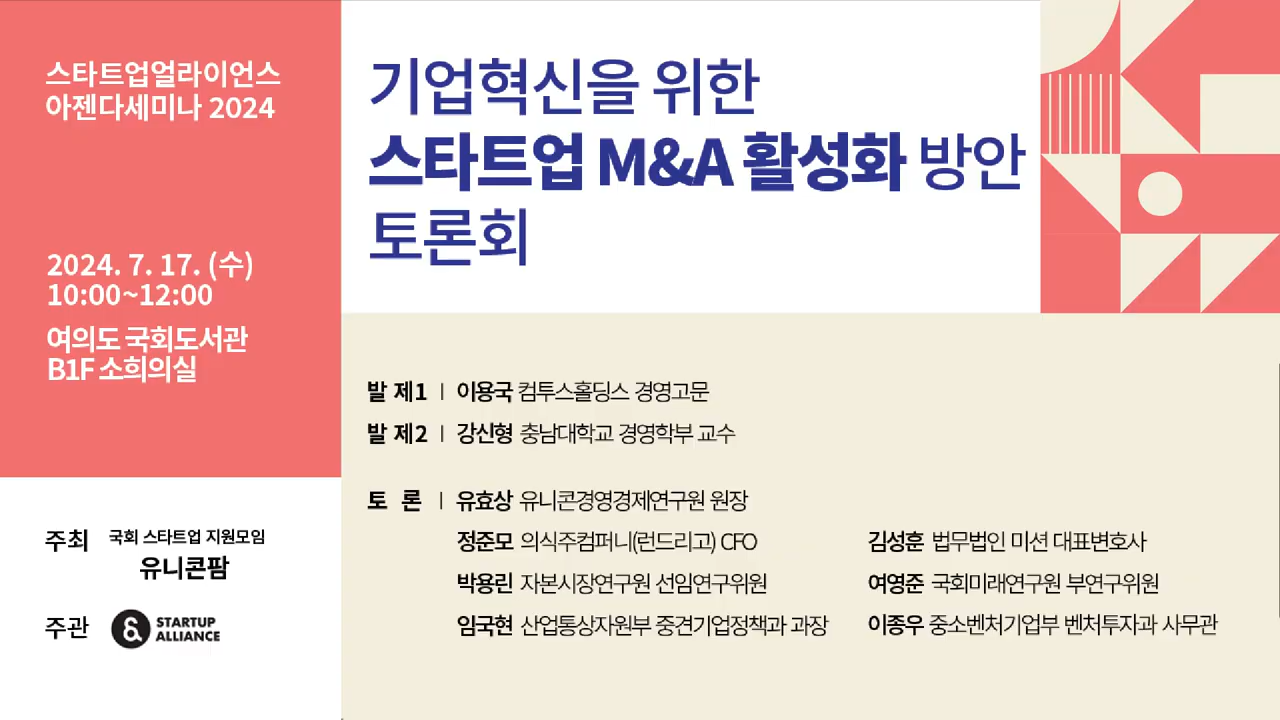 스타트업얼라이언스
아젠다세미나 2024
2024. 7. 17. (수)
10:00~12:00
여의도 국회도서관
B1F 소희의실
주최 국회 스타트업 지원모임
유니콘팜
주관 & STARTUP
ALLIANCE
기업혁신을 위한
스타트업 M&A 활성화 방안
토론회
발 제1 | 이용국 컴투스홀딩스 경영고문
발 제2 | 강신형 충남대학교 경영학부 교수
토 론 | 유효상 유니콘경영경제연구원 원장
정준모 의식주컴퍼니(런드리고) CFO 김성훈 법무법인 미션 대표변호사
박용린 자본시장연구원 선임연구위원 여영준 국회미래연구원 부연구위원
임국현 산업통상자원부 중견기업정책과 과장 이종우 중소벤처기업부 벤처투자과 사무관